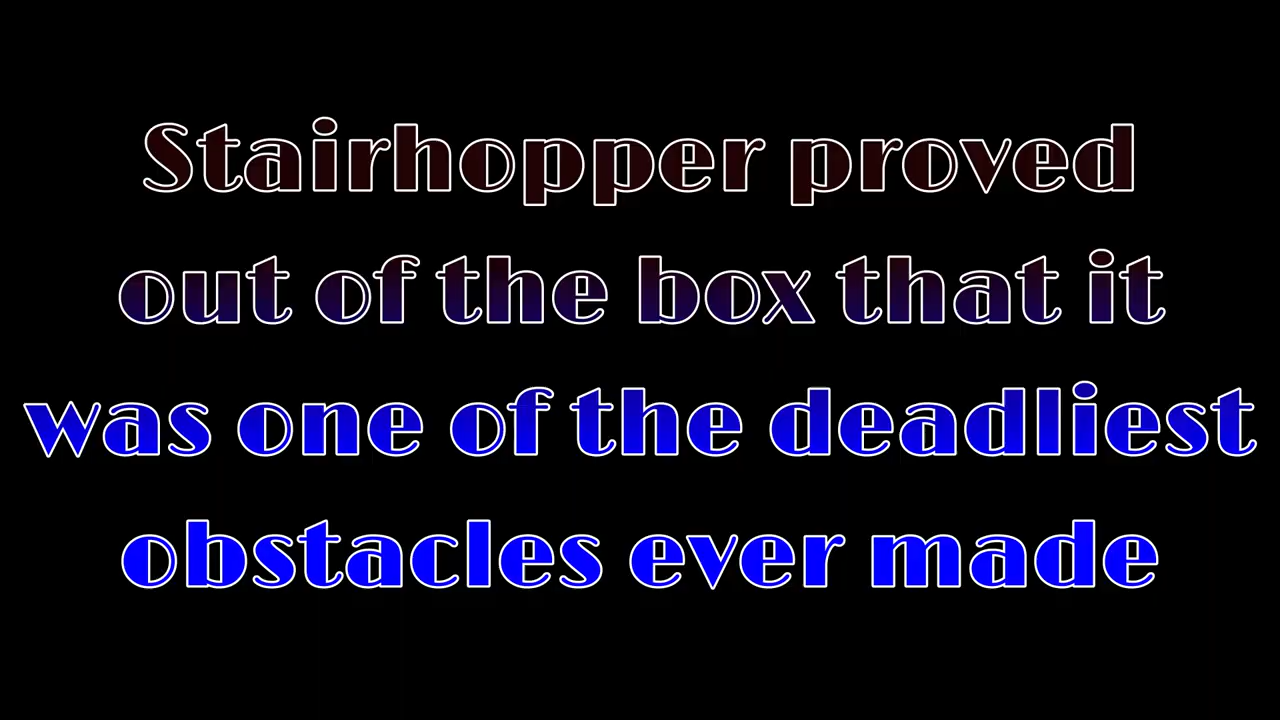 Stairhopper proved
out of the box that it
was one of the deadliest
obstacles ever made